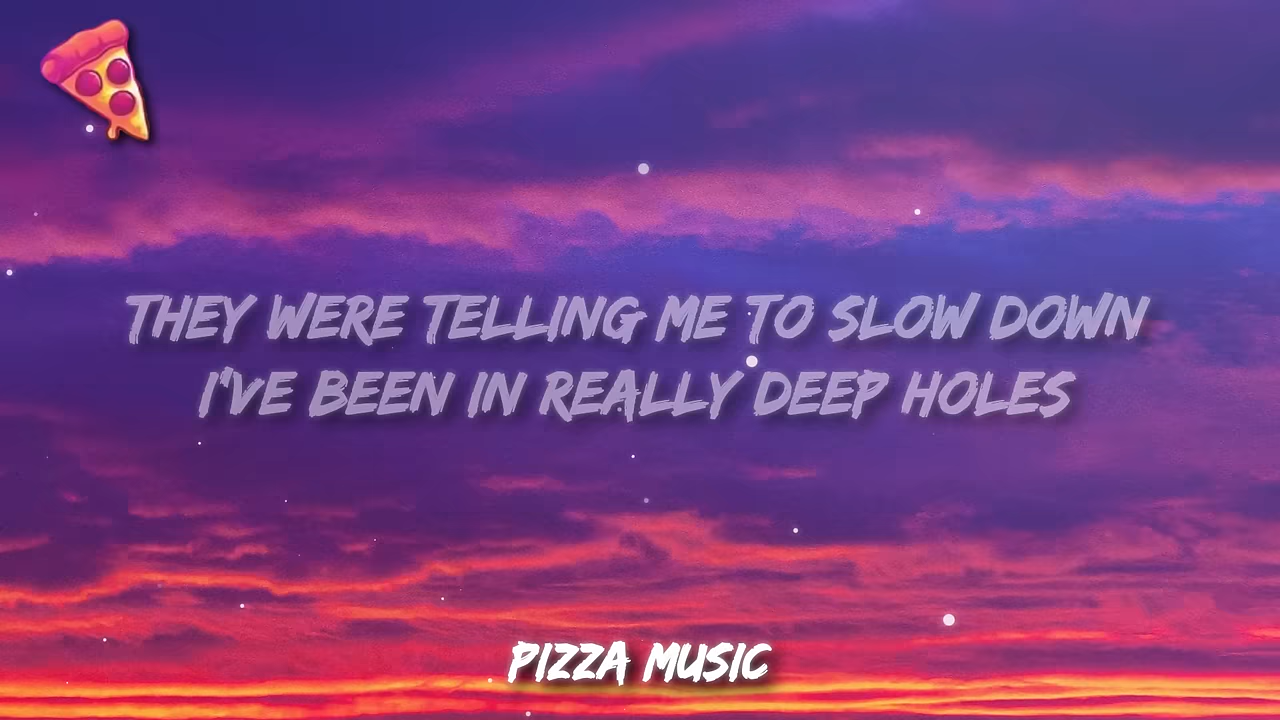 THEY WERE TELLING ME TO SLOW DOWN
I'VE BEEN IN REALLY DEEP HOLES
PIZZA MUSIC